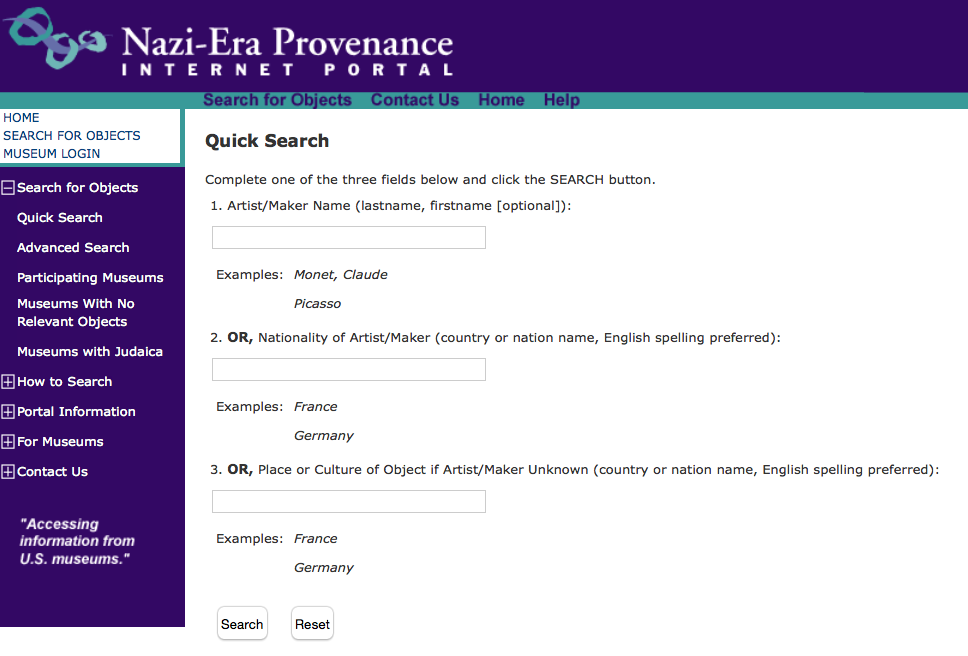 Nazi-Era Provenance
INTERNET PORTAL
Search for Objects Contact Us Home Help
HOME
SEARCH FOR OBJECTS
MUSEUM LOGIN
Search for Objects
Quick Search
Advanced Search
Participating Museums
Museums With No
Relevant Objects
Museums with Judaica
How to Search
Portal Information
For Museums
Contact Us
"Accessing
information from
U.S. museums."
Quick Search
Complete one of the three fields below and click the SEARCH button.
1. Artist/Maker Name (lastname, firstname [optional]):
Examples: Monet, Claude
Picasso
2. OR, Nationality of Artist/Maker (country or nation name, English spelling preferred):
Examples: France
Germany
3. OR, Place or Culture of Object if Artist/Maker Unknown (country or nation name, English spelling preferred):
Examples: France
Germany
Search Reset